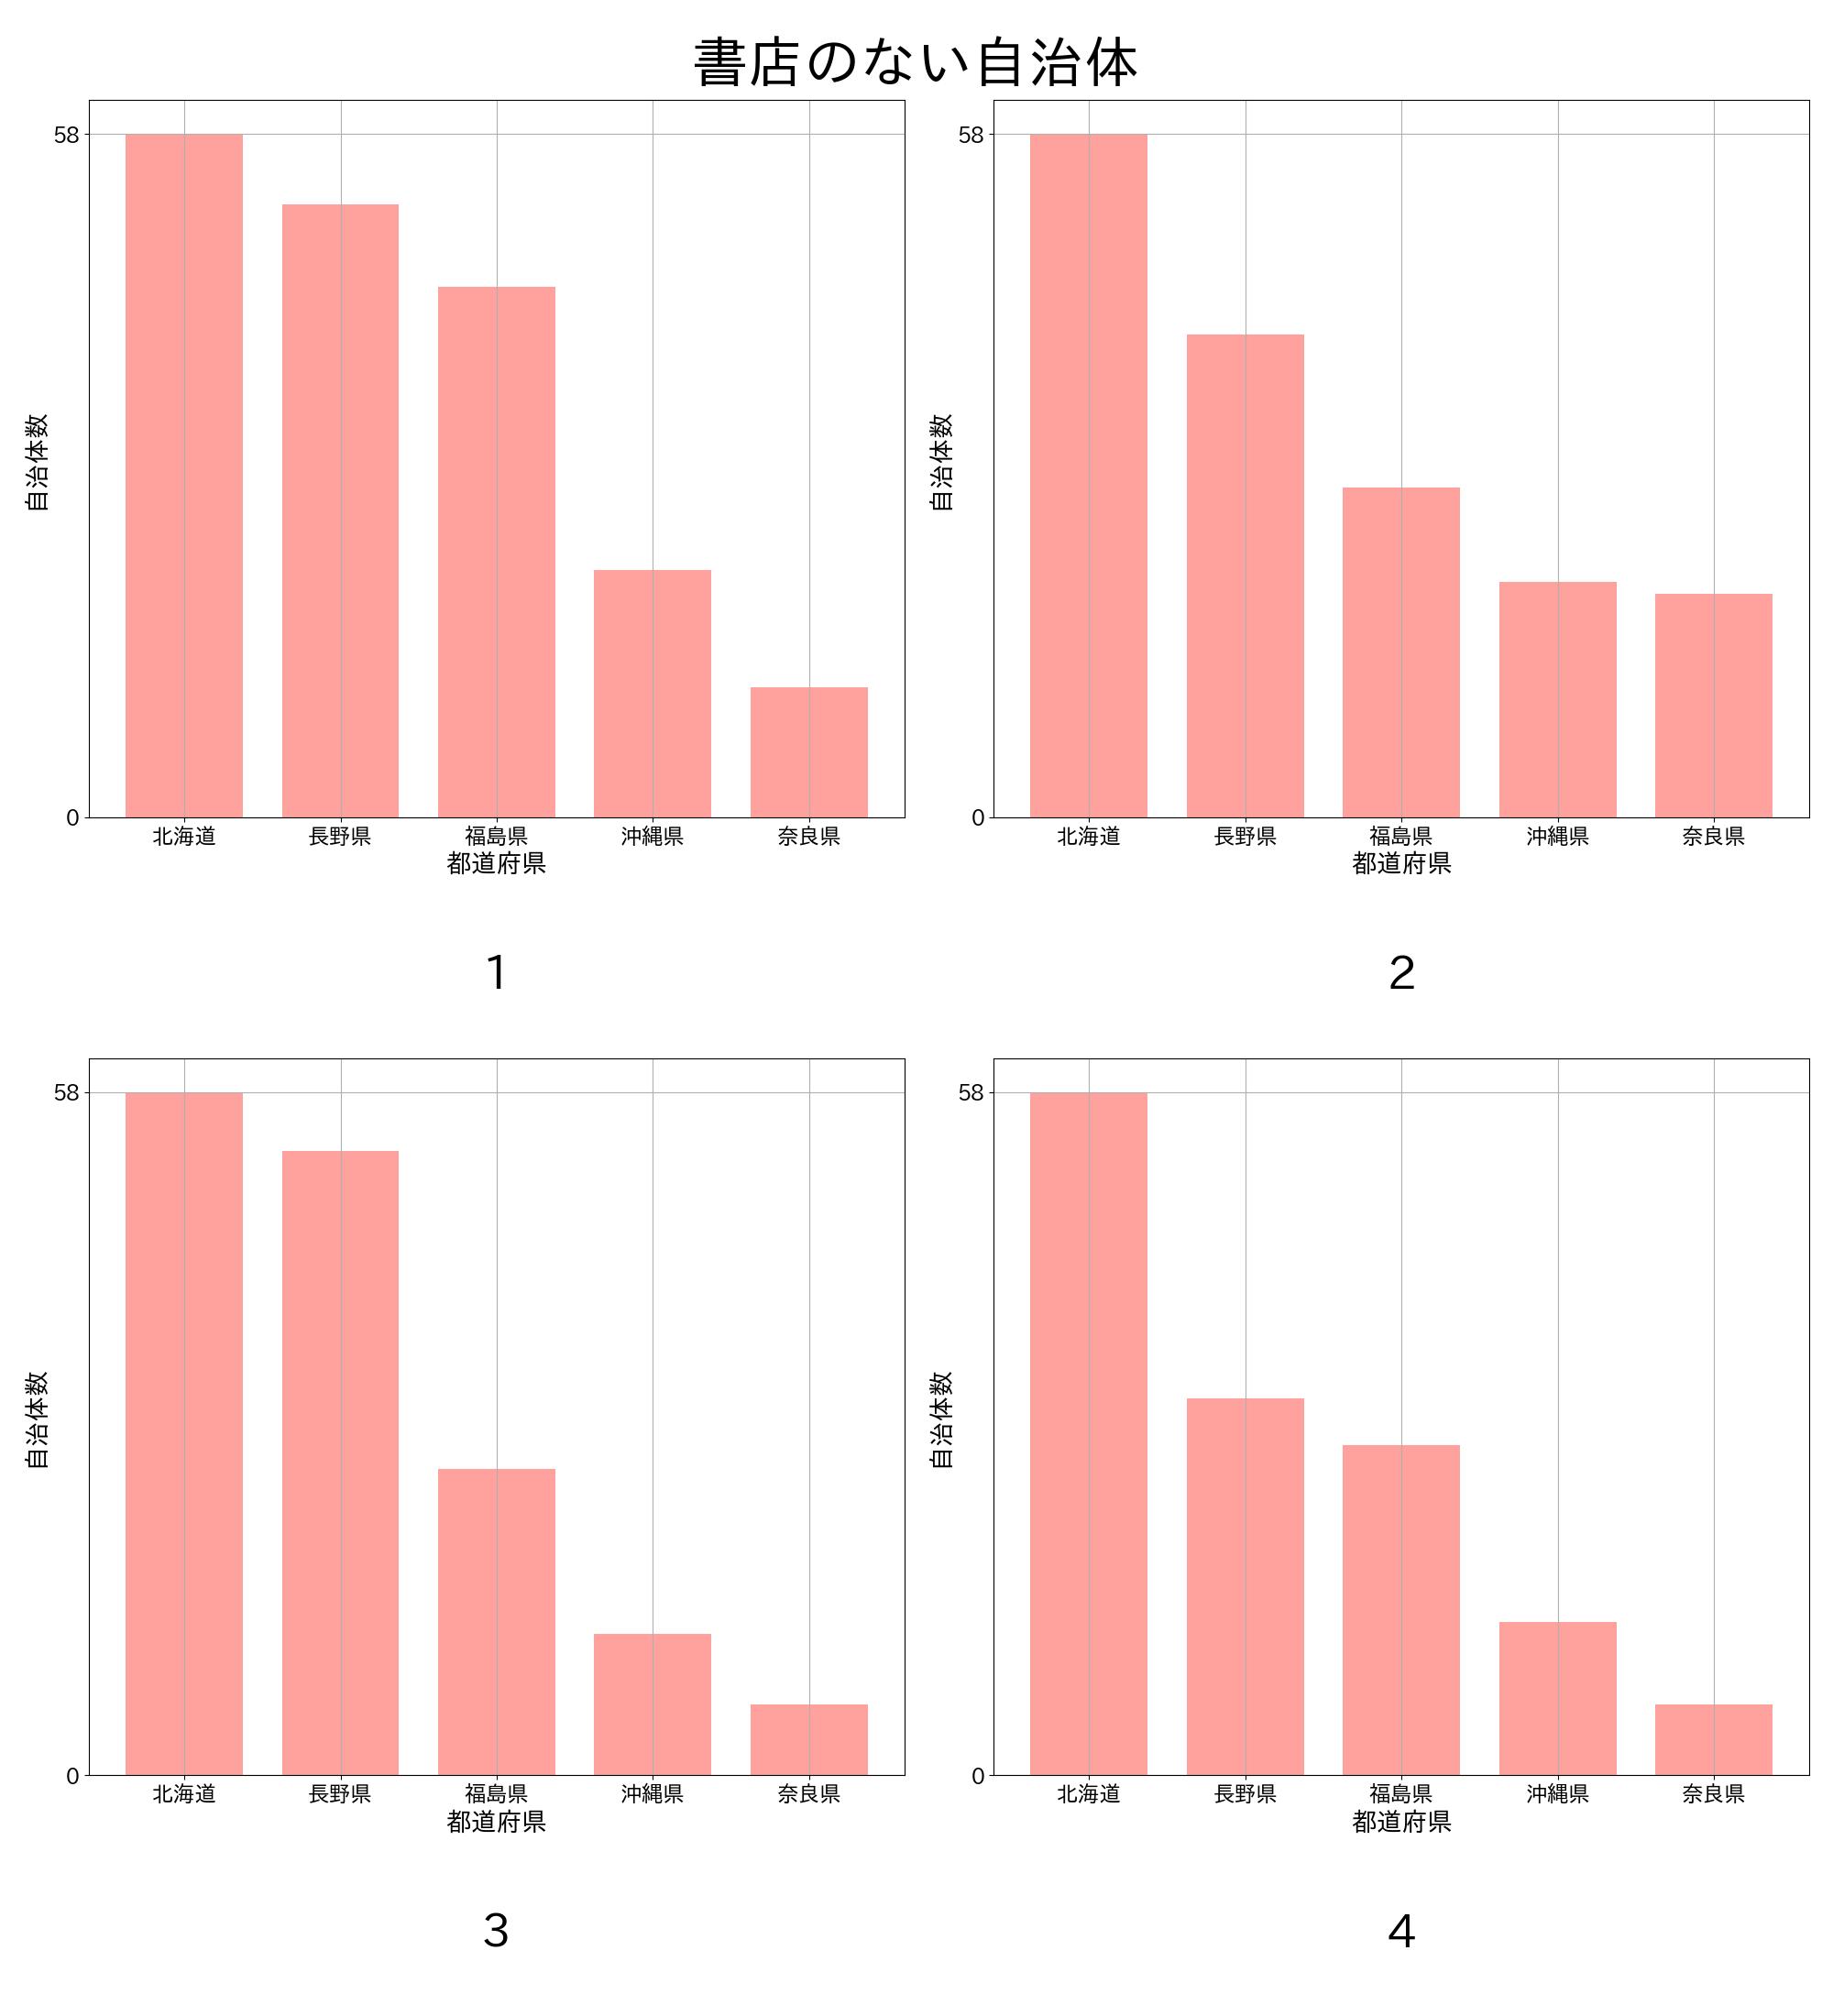 書店のない自治体
58
0
自治体数
北海道 長野県 福島県 沖縄県 奈良県
都道府県
1
58
0
自治体数
北海道 長野県 福島県 沖縄県 奈良県
都道府県
2
58
0
自治体数
北海道 長野県 福島県 沖縄県 奈良県
都道府県
3
58
0
自治体数
北海道 長野県 福島県 沖縄県 奈良県
都道府県
4